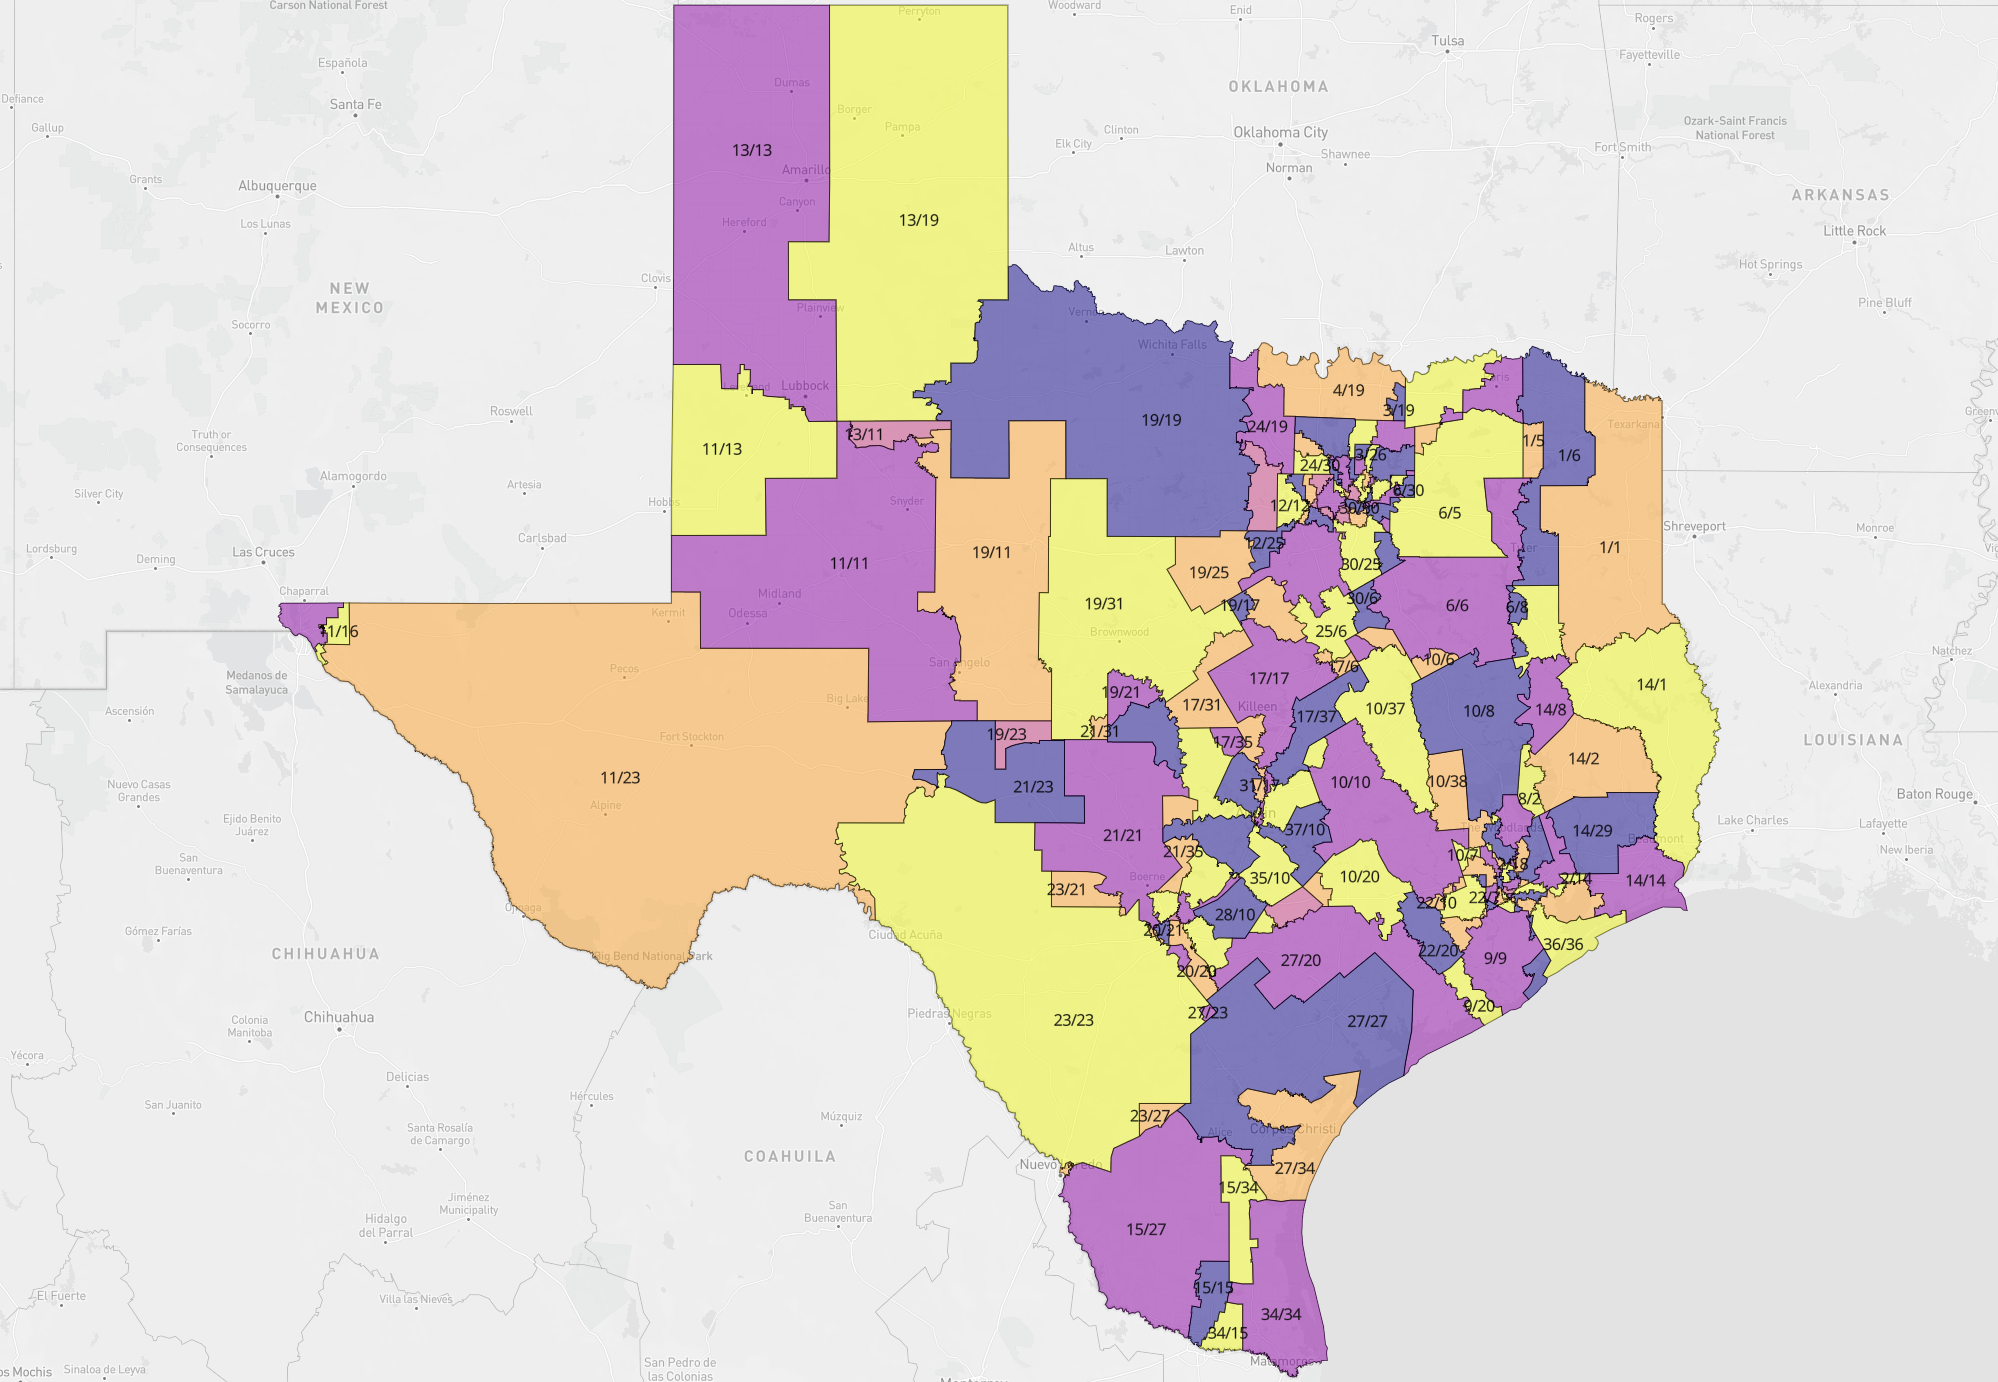 Carson National Forest
Perryton
Woodward
Enid
Rogers
Tulsa
Fayetteville
Española
Dumas
OKLAHOMA
Defiance
Santa Fe
Borger
Ozark-Saint Francis
National Forest
Gallup
Pampa
Clinton
Oklahoma City
Elk City
Fort Smith
13/13
Shawnee
Amarillo
Norman
Grants
Albuquerque
ARKANSAS
Canyon
Los Lunas
Hereford
13/19
Little Rock
Altus
Lawton
Hot Springs
Clovis
NEW
MEXICO
Pine Bluff
Plainview
Vernon
Socorro
Wichita Falls
Lubbock
4/19
Roswell
3/19
19/19
24/19
Texarkana
Truth or
Consequences
13/11
1/5
11/13
3/26
1/6
24/30
Alamogordo
Artesia
Silver City
Hobbs
Snyder
12/12
6/30
6/5
Shreveport
Monroe
Carlsbad
Lordsburg
Deming
Las Cruces
19/11
12/25
1/1
11/11
30/25
19/25
Chaparral
Midland
Odessa
Kermit
19/31
19/17
30/6
6/6
6/8
11/16
25/6
Brownwood
Natchez
San Angelo
17/6
10/6
Pecos
Medanos de
Samalayuca
17/17
14/1
Alexandria
19/21
Big Lake
17/31
Killeen
10/37
10/8
14/8
Ascensión
17/37
21/31
19/23
Fort Stockton
17/35
LOUISIANA
14/2
11/23
10/10
10/38
Nuevo Casas
Grandes
21/23
31/17
Baton Rouge
8/2
Alpine
Ejido Benito
Juárez
Lake Charles
Lafayette
37/10
14/29
21/21
Beaumont
The Woodlands
New Iberia
21/35
10/7
San
Buenaventura
10/20
35/10
Boerne
2/14
14/14
23/21
22/10
Ojinaga
28/10
Gómez Farías
Ciudad Acuña
20/21
36/36
CHIHUAHUA
Big Bend National Park
22/20
9/9
27/20
20/23
9/20
Colonia
Manitoba
Chihuahua
Piedras Negras
27/23
23/23
27/27
Yécora
Delicias
Hércules
San Juanito
Múzquiz
23/27
Santa Rosalía
de Camargo
Alice
Corpus Christi
COAHUILA
Nuevo Laredo
27/34
15/34
Jiménez
Municipality
San
Buenaventura
Hidalgo
del Parral
15/27
15/15
El Fuerte
Villa las Nieves
34/34
34/15
Matamoros
Sinaloa de Leyva
San Pedro de
las Colonias